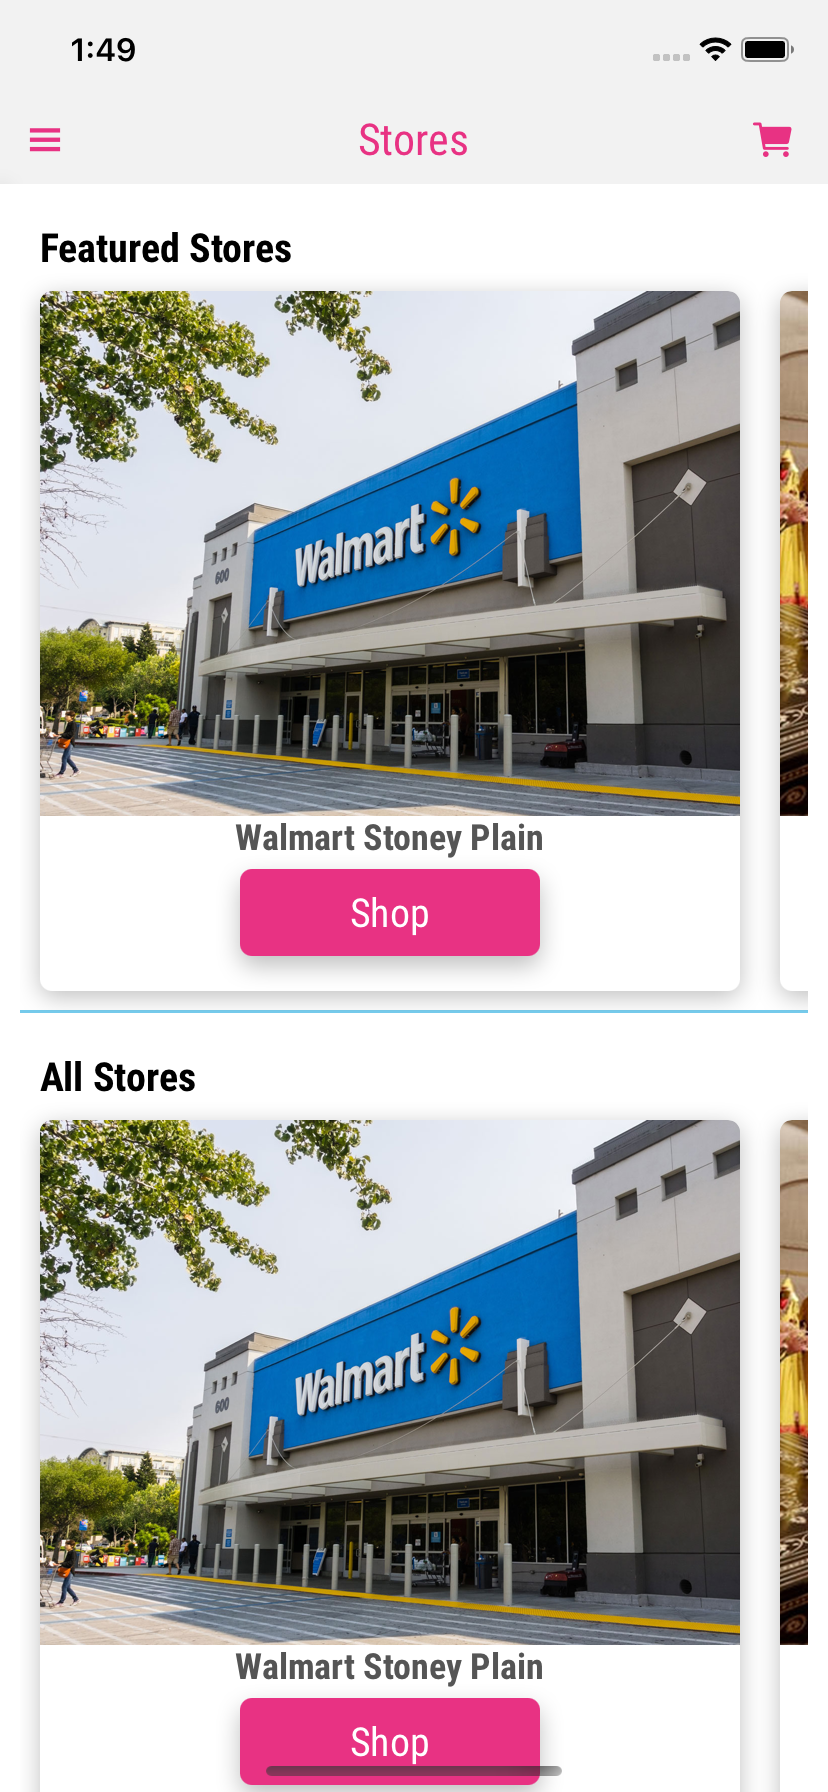 1:49
Stores
Featured Stores
Walmart
600
Walmart Stoney Plain
Shop
All Stores
Walmart
600
Walmart Stoney Plain
Shop